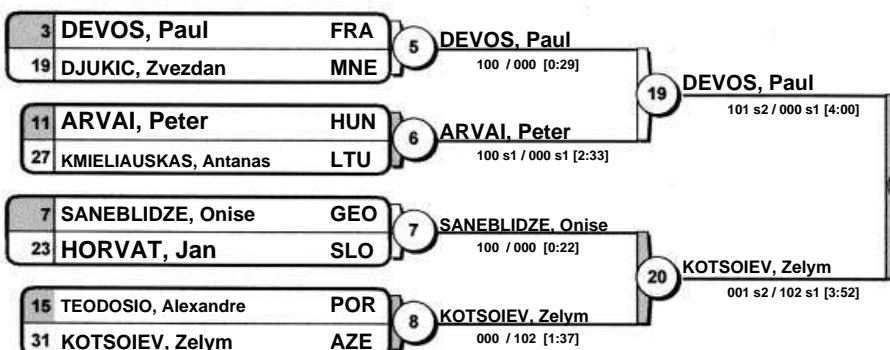 3 DEVOS, Paul FRA
19 DJUKIC, Zvezdan MNE
5
DEVOS, Paul
100 / 000 [0:29]
11 ARVAI, Peter HUN
27 KMIELIAUSKAS, Antanas LTU
6
ARVAI, Peter
100 s1 / 000 s1 [2:33]
19
DEVOS, Paul
101 s2 / 000 s1 [4:00]
7 SANEBLIDZE, Onise GEO
23 HORVAT, Jan SLO
7
SANEBLIDZE, Onise
100 / 000 [0:22]
15 TEODOSIO, Alexandre POR
31 KOTSOIEV, Zelym AZE
8
KOTSOIEV, Zelym
000 / 102 [1:37]
20
KOTSOIEV, Zelym
001 s2 / 102 s1 [3:52]